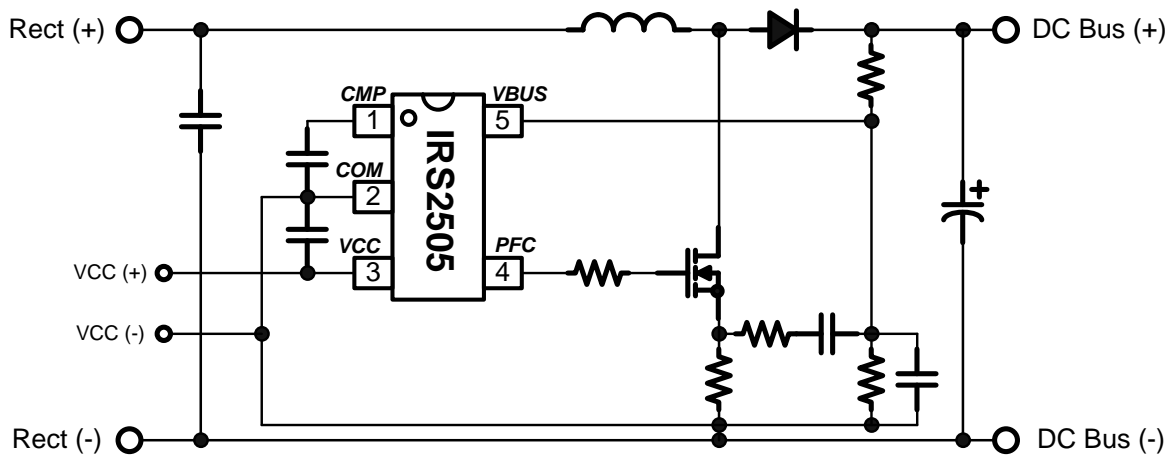 Rect (+)
DC Bus (+)
CMP
VBUS
1
5
COM
IRS2505
2
VCC
PFC
VCC (+)
3
4
VCC (-)
+
Rect (-)
DC Bus (-)